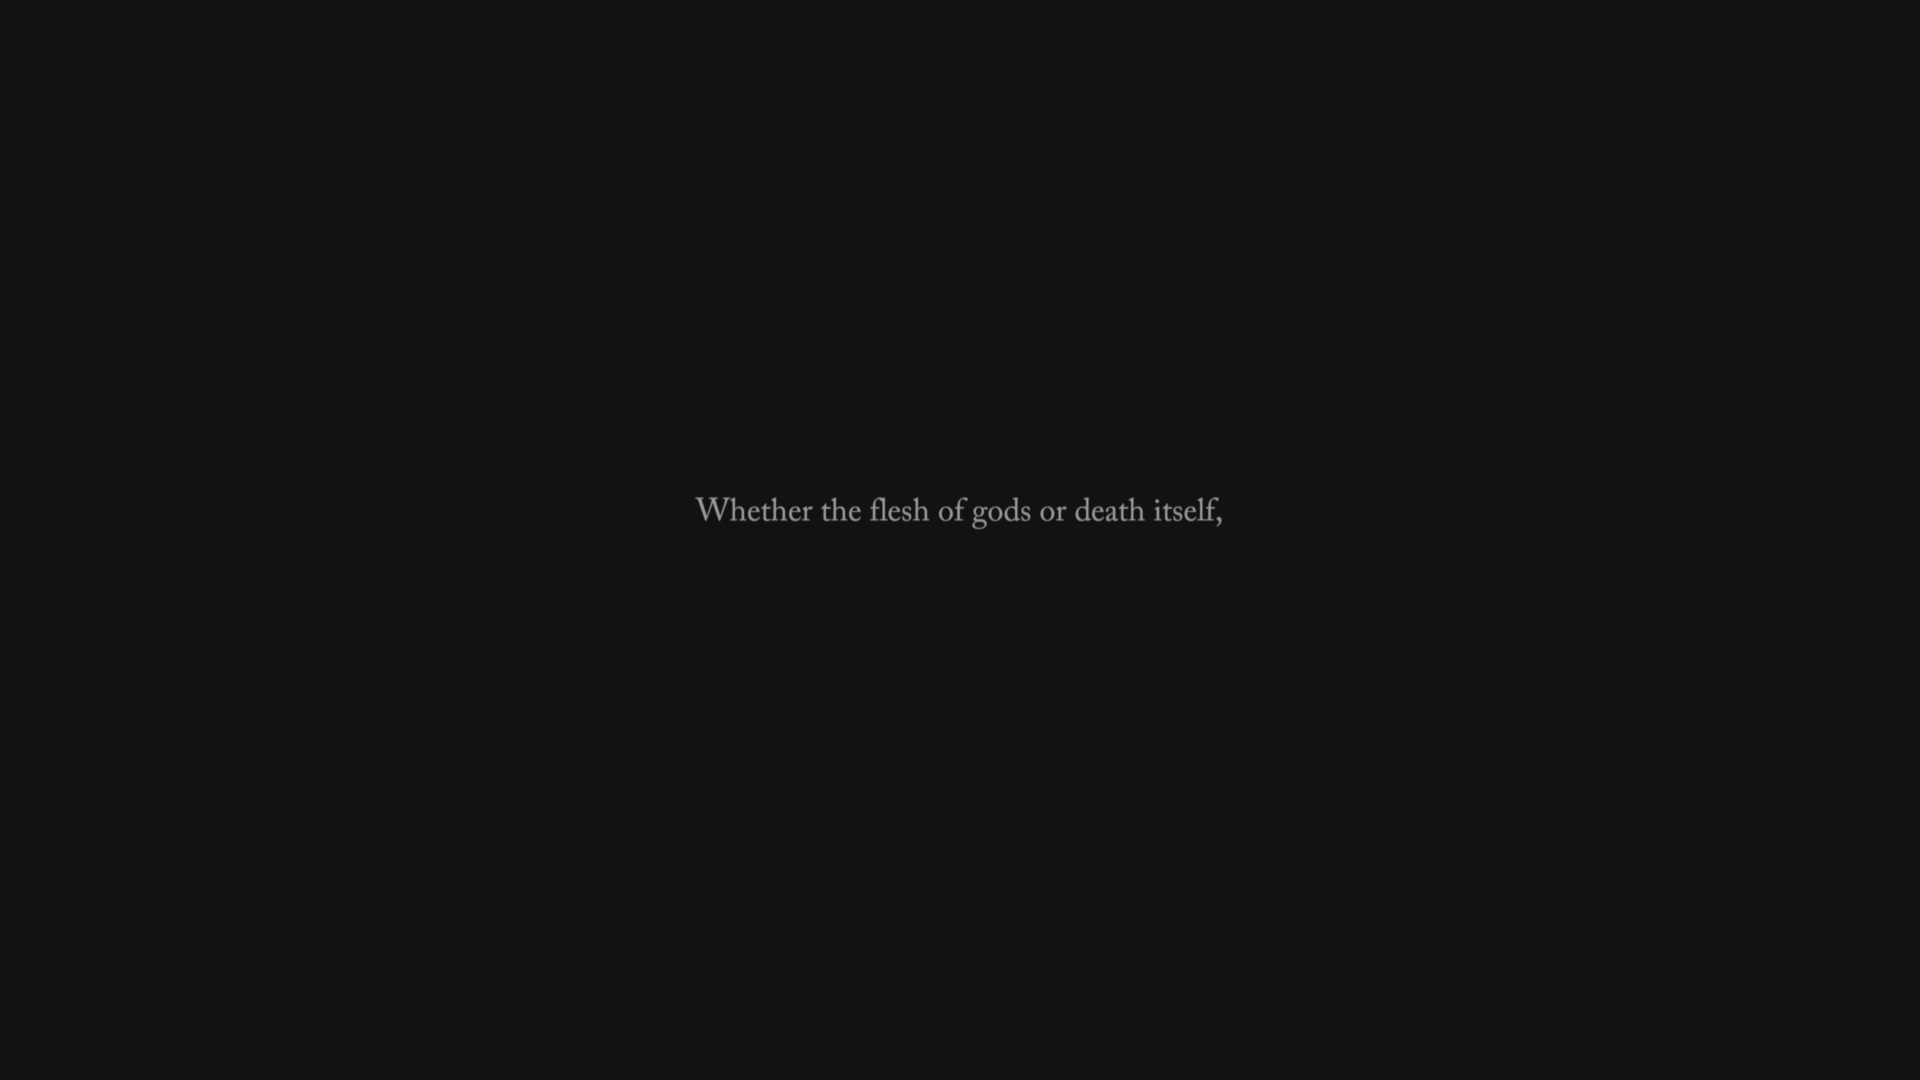 Whether the flesh of gods or death itself,